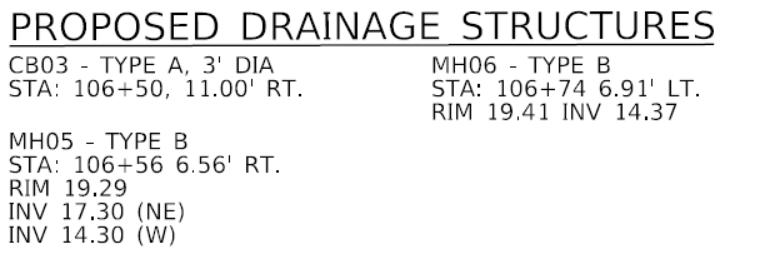 PROPOSED DRAINAGE STRUCTURES
CB03 - TYPE A, 3' DIA
STA: 106+50, 11.00' RT.
MH05 - TYPE B
STA: 106+56 6.56' RT.
RIM 19.29
INV 17.30 (NE)
INV 14.30 (W)
MH06 - TYPE B
STA: 106+74 6.91' LT.
RIM 19.41 INV 14.37